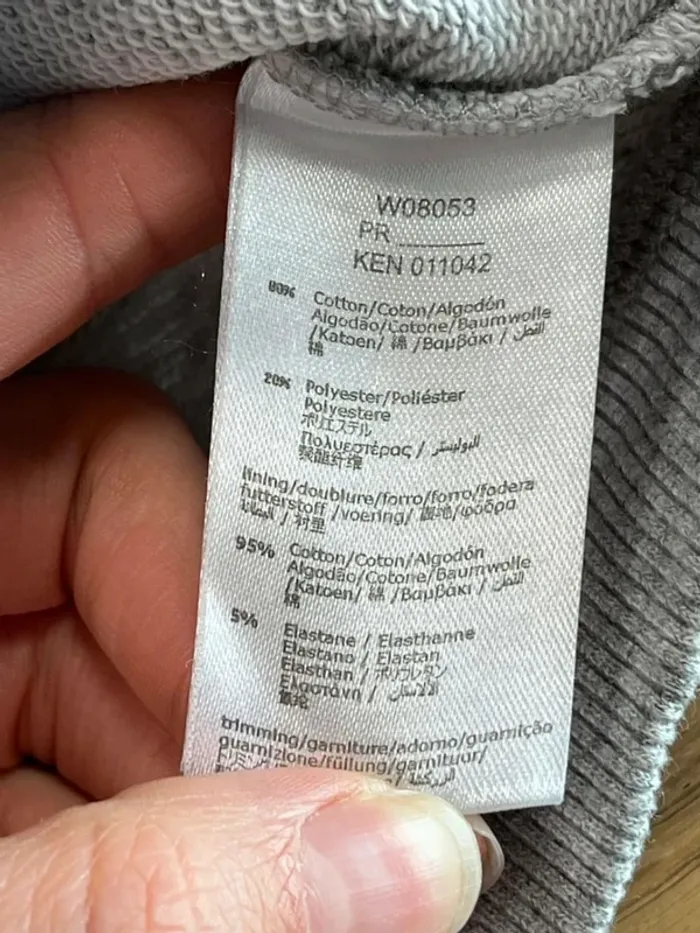 W08053
PR
KEN 011042
80% Cotton/Coton/Algodón
Algodão/Cotone/Baumwolle
/Katoen/ 綿 /Βαμβάκι / القطن
棉
20% Polyester/Poliéster
Polyestere
ポリエステル
Πολυεστέρας / البوليستر
聚酯纤维
lining/doublure/forro/forro/fodera
futterstoff /voering/ 裏地/φόδρα
البطانة / 衬里
95% Cotton/Coton/Algodón
Algodão/Cotone/Baumwolle
/Katoen/ 綿 /Βαμβάκι / القطن
棉
5% Elastane / Elasthanne
Elastano / Elastan
Elasthan / ポリウレタン
Ελαστάνη /
氨纶
trimming/garniture/adorno/guarnição
guarnizione/füllung/garnituur/